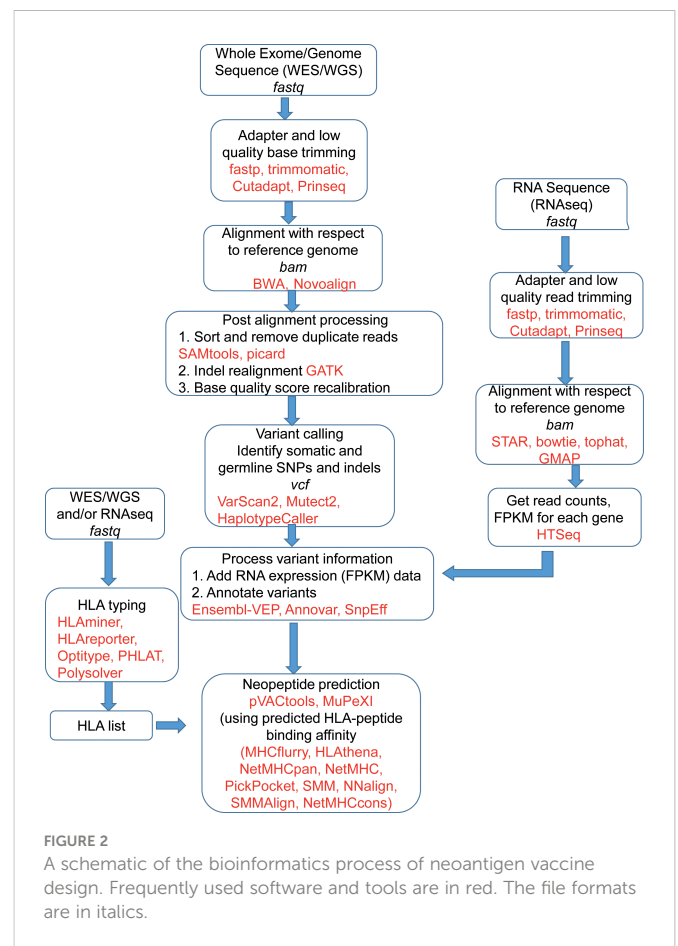 Whole Exome/Genome
Sequence (WES/WGS)
fastq
Adapter and low
quality base trimming
fastp, trimmomatic,
Cutadapt, Prinseq
Alignment with respect
to reference genome
bam
BWA, Novoalign
Post alignment processing
1. Sort and remove duplicate reads
SAMtools, picard
2. Indel realignment GATK
3. Base quality score recalibration
Variant calling
Identify somatic and
germline SNPs and indels
vcf
VarScan2, Mutect2,
HaplotypeCaller
RNA Sequence
(RNAseq)
fastq
Adapter and low
quality read trimming
fastp, trimmomatic,
Cutadapt, Prinseq
Alignment with respect
to reference genome
bam
STAR, bowtie, tophat,
GMAP
Get read counts,
FPKM for each gene
HTSeq
Process variant information
1. Add RNA expression (FPKM) data
2. Annotate variants
Ensembl-VEP, Annovar, SnpEff
WES/WGS
and/or RNAseq
fastq
HLA typing
HLAminer,
HLAreporter,
Optitype, PHLAT,
Polysolver
HLA list
Neopeptide prediction
pVACtools, MuPeXI
(using predicted HLA-peptide
binding affinity
(MHCflurry, HLAthena,
NetMHCpan, NetMHC,
PickPocket, SMM, NNalign,
SMMAlign, NetMHCcons)
FIGURE 2
A schematic of the bioinformatics process of neoantigen vaccine
design. Frequently used software and tools are in red. The file formats
are in italics.